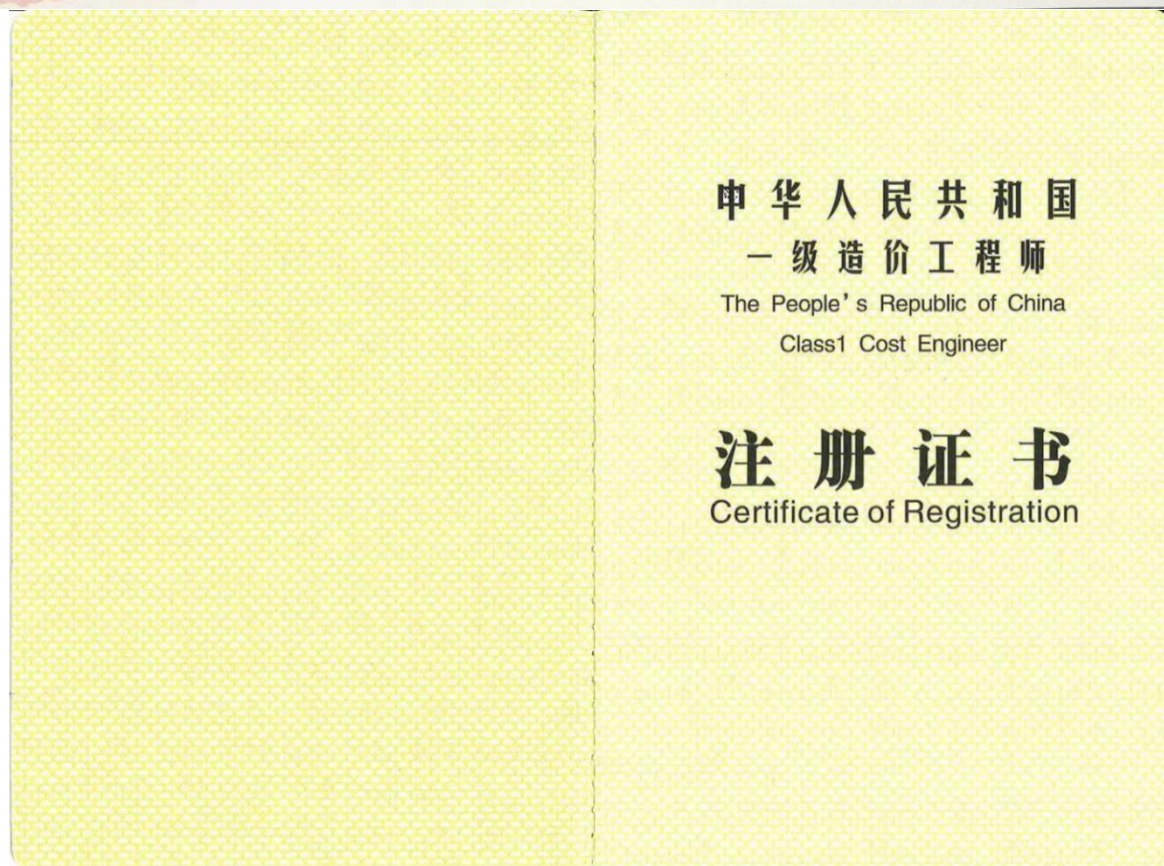 中华人民共和国
一级造价工程师
The People's Republic of China
Class1 Cost Engineer
注册证书
Certificate of Registration